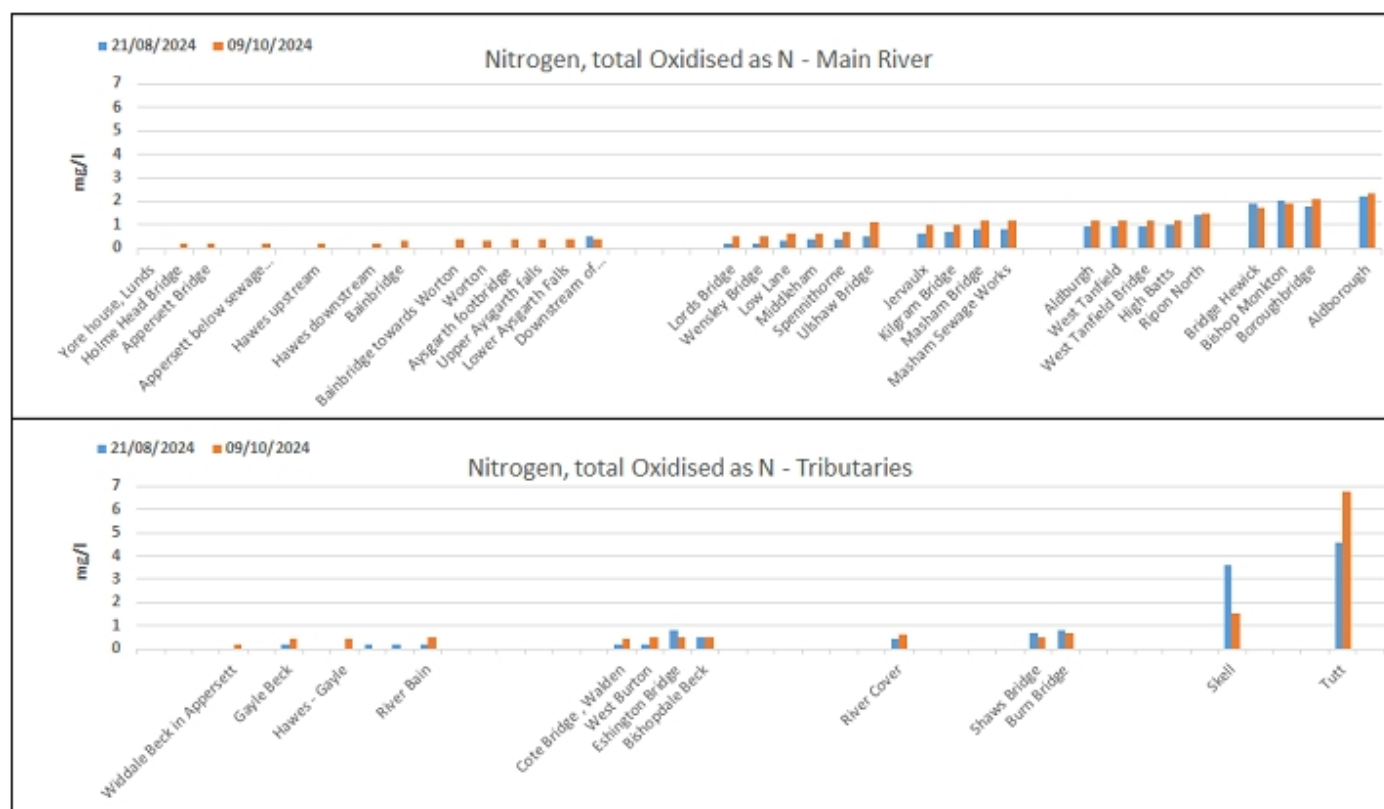 21/08/2024 09/10/2024
Nitrogen, total Oxidised as N - Main River
mg/l
7
6
5
4
3
2
1
0
Yore house, Lunds
Holme Head Bridge
Appersett Bridge
Appersett below sewage...
Hawes upstream
Hawes downstream
Bainbridge
Bainbridge towards Worton
Worton
Aysgarth footbridge
Upper Aysgarth falls
Lower Aysgarth Falls
Downstream of...
Lords Bridge
Wensley Bridge
Low Lane
Middleham
Spennithorne
Ulshaw Bridge
Jervaulx
Kilgram Bridge
Masham Bridge
Masham Sewage Works
Aldburgh
West Tanfield
West Tanfield Bridge
High Batts
Ripon North
Bridge Hewick
Bishop Monkton
Boroughbridge
Aldborough
21/08/2024 09/10/2024
Nitrogen, total Oxidised as N - Tributaries
mg/l
7
6
5
4
3
2
1
0
Widdale Beck in Appersett
Gayle Beck
Hawes - Gayle
River Bain
Cote Bridge , Walden
West Burton
Eshington Bridge
Bishopdale Beck
River Cover
Shaws Bridge
Burn Bridge
Skell
Tutt